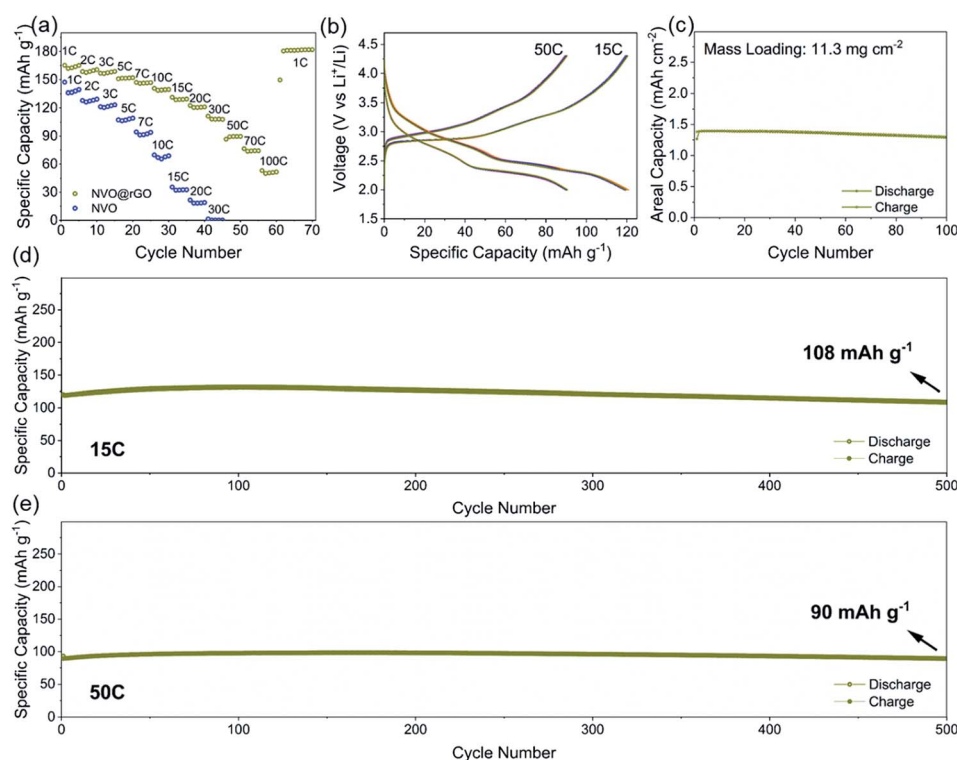 (a)
Specific Capacity (mAh g⁻¹)
180
150
120
90
60
30
0
1C
2C
3C
5C
7C
10C
15C
20C
30C
50C
70C
100C
1C
1C
2C
3C
5C
7C
10C
15C
20C
30C
NVO@rGO
NVO
0 10 20 30 40 50 60 70
Cycle Number
(b)
Voltage (V vs Li⁺/Li)
4.5
4.0
3.5
3.0
2.5
2.0
1.5
50C
15C
0 20 40 60 80 100 120
Specific Capacity (mAh g⁻¹)
(c)
Areal Capacity (mAh cm⁻²)
2.5
2.0
1.5
1.0
0.5
0.0
Mass Loading: 11.3 mg cm⁻²
Discharge
Charge
0 20 40 60 80 100
Cycle Number
(d)
Specific Capacity (mAh g⁻¹)
250
200
150
100
50
0
108 mAh g⁻¹
15C
Discharge
Charge
0 100 200 300 400 500
Cycle Number
(e)
Specific Capacity (mAh g⁻¹)
250
200
150
100
50
0
90 mAh g⁻¹
50C
Discharge
Charge
0 100 200 300 400 500
Cycle Number